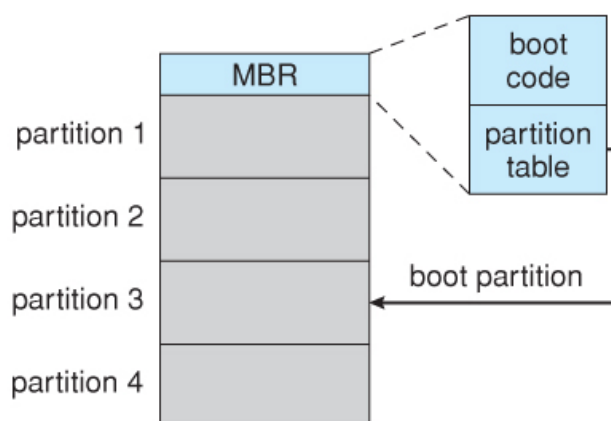 MBR
boot
code
partition
table
partition 1
partition 2
boot partition
partition 3
partition 4